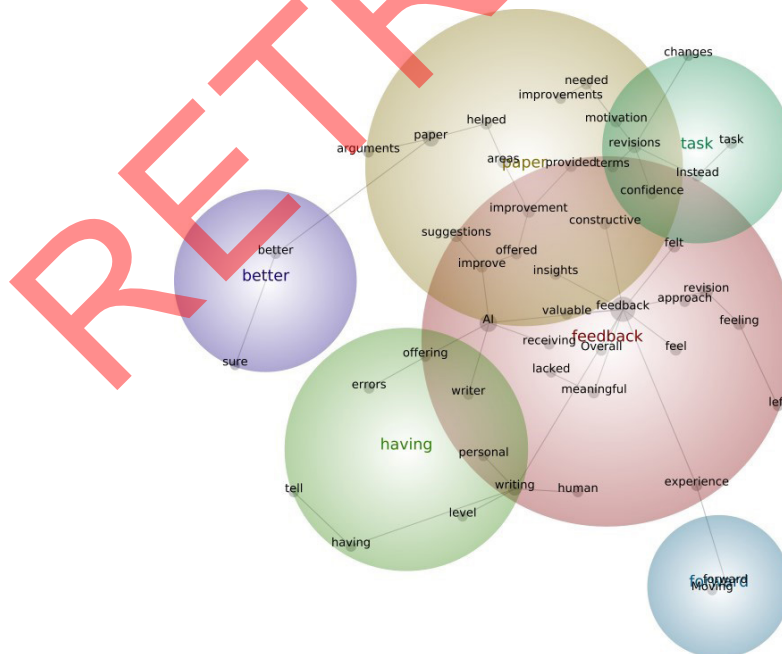 RETR
changes
needed
improvements
motivation
helped
paper
arguments
revisions
task
task
areas
paper
provided
terms
Instead
confidence
improvement
constructive
suggestions
offered
felt
improve
insights
better
better
revision
approach
feedback
valuable
AI
feeling
feedback
receiving
Overall
feel
offering
sure
lacked
errors
writer
meaningful
lef
having
personal
experience
writing
human
tell
level
having
forward
forward
Moving